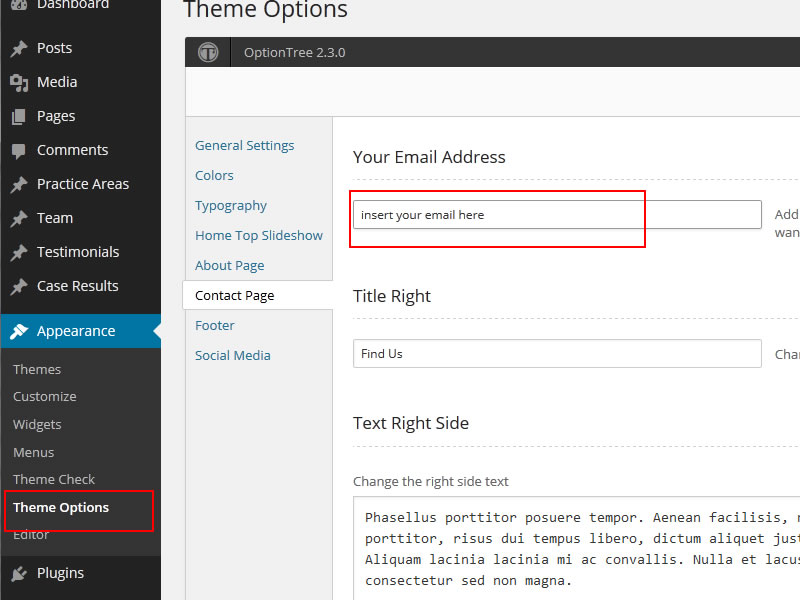 Dashboard
Posts
Media
Pages
Comments
Practice Areas
Team
Testimonials
Case Results
Appearance
Themes
Customize
Widgets
Menus
Theme Check
Theme Options
Editor
Plugins
Theme Options
OptionTree 2.3.0
General Settings
Colors
Typography
Home Top Slideshow
About Page
Contact Page
Footer
Social Media
Your Email Address
insert your email here
Add
Title Right
Find Us
Text Right Side
Change the right side text
Phasellus porttitor posuere tempor. Aenean facilisis,
porttitor, risus dui tempus libero, dictum aliquet
Aliquam lacinia lacinia mi ac convallis. Nulla et
consectetur sed non magna.